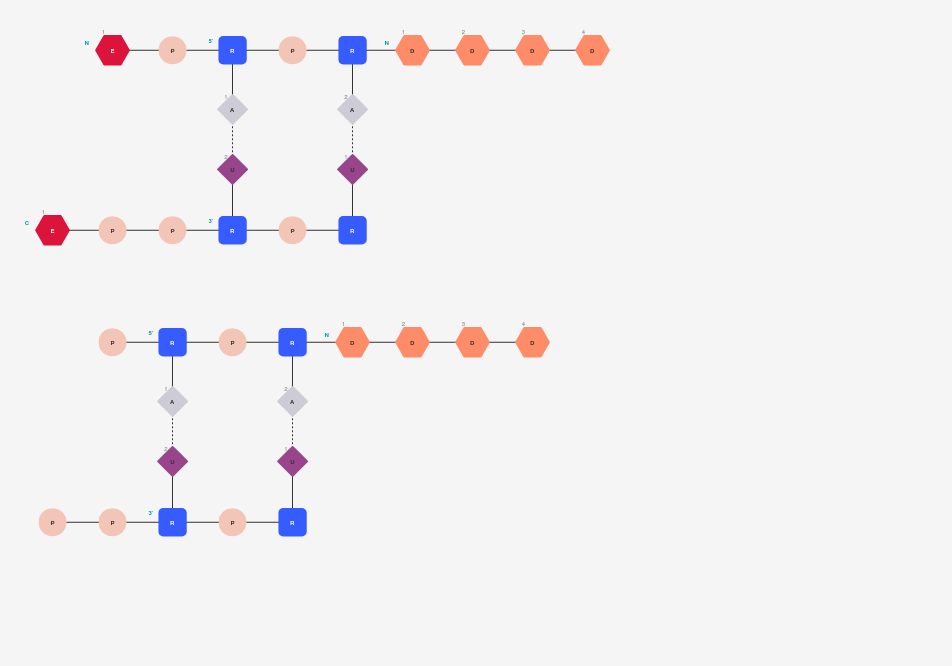 1 1 2 3 4
N E P 5' R P R N D D D D
1 2
A A
2 1
U U
1
C E P P 3' R P R
1 2 3 4
P 5' R P R N D D D D
1 2
A A
2 1
U U
P P 3' R P R